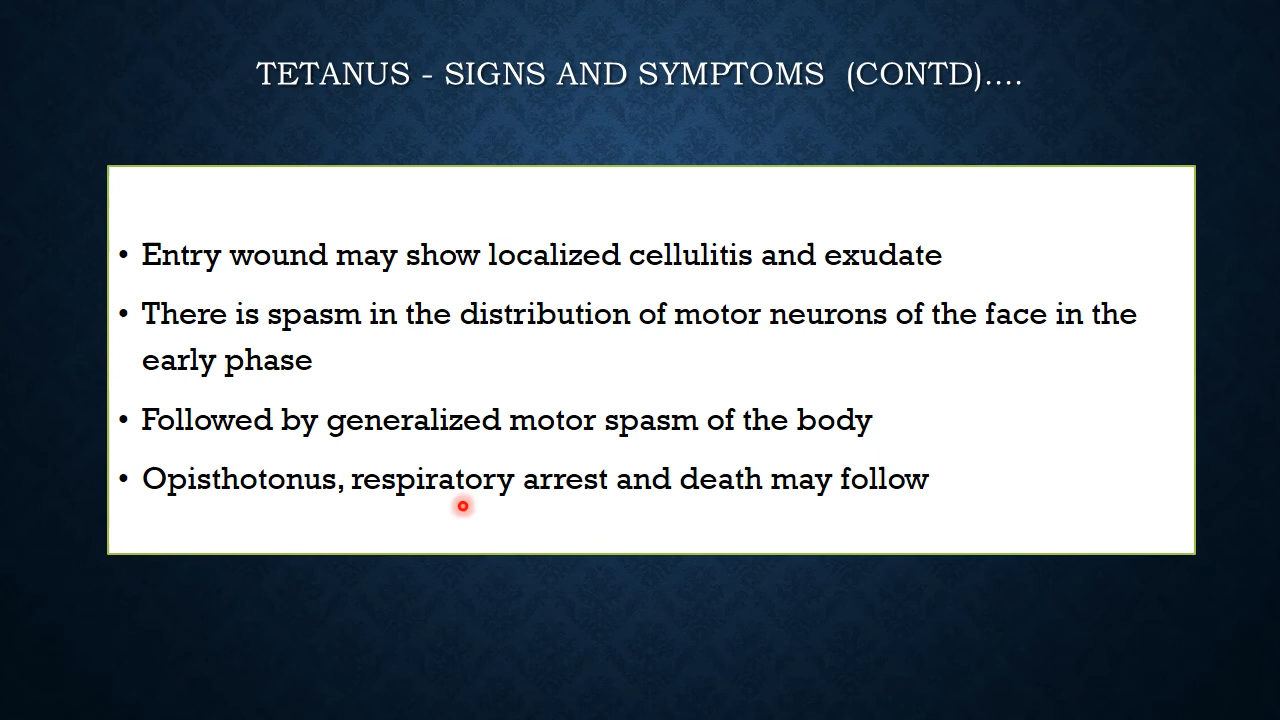 TETANUS - SIGNS AND SYMPTOMS (CONTD)....
• Entry wound may show localized cellulitis and exudate
• There is spasm in the distribution of motor neurons of the face in the
early phase
• Followed by generalized motor spasm of the body
• Opisthotonus, respiratory arrest and death may follow